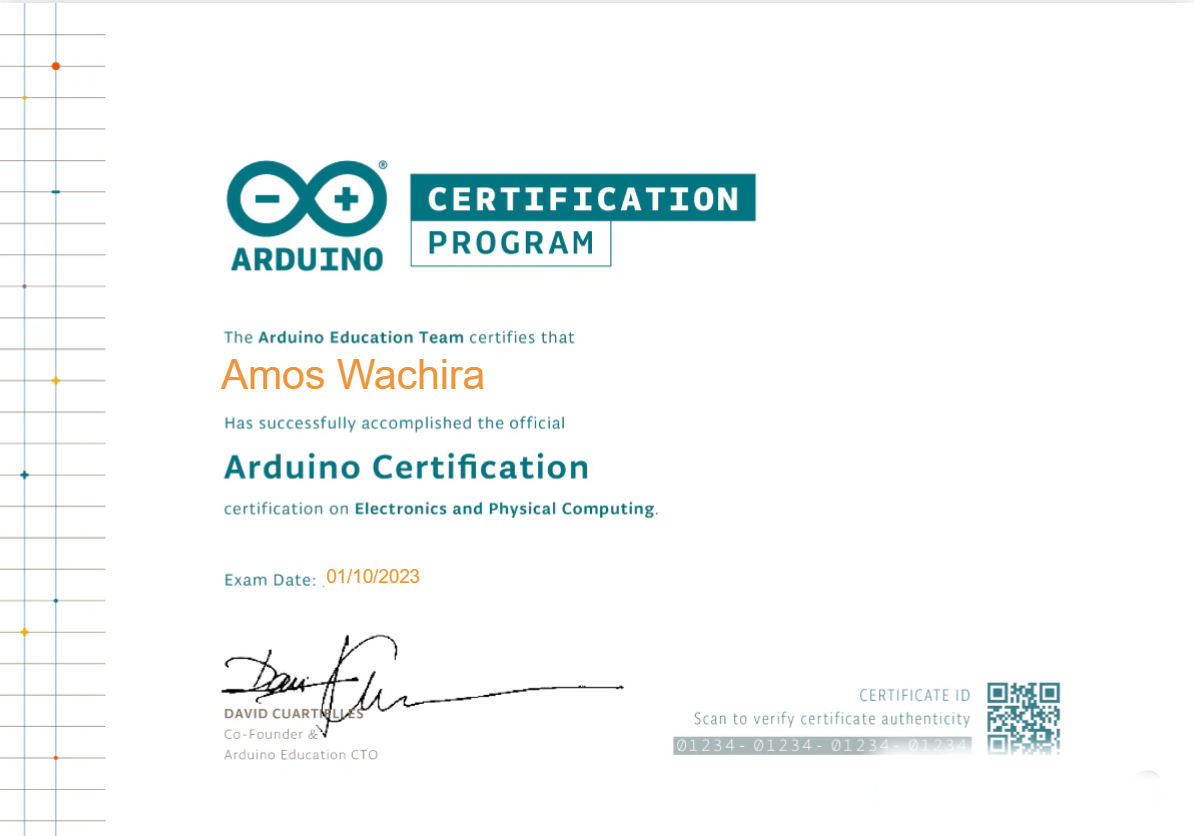 ARDUINO®
CERTIFICATION
PROGRAM
The Arduino Education Team certifies that
Amos Wachira
Has successfully accomplished the official
Arduino Certification
certification on Electronics and Physical Computing.
Exam Date: 01/10/2023
DAVID CUARTIELLES
Co-Founder &
Arduino Education CTO
CERTIFICATE ID
Scan to verify certificate authenticity
01234- 01234- 01234- 01234